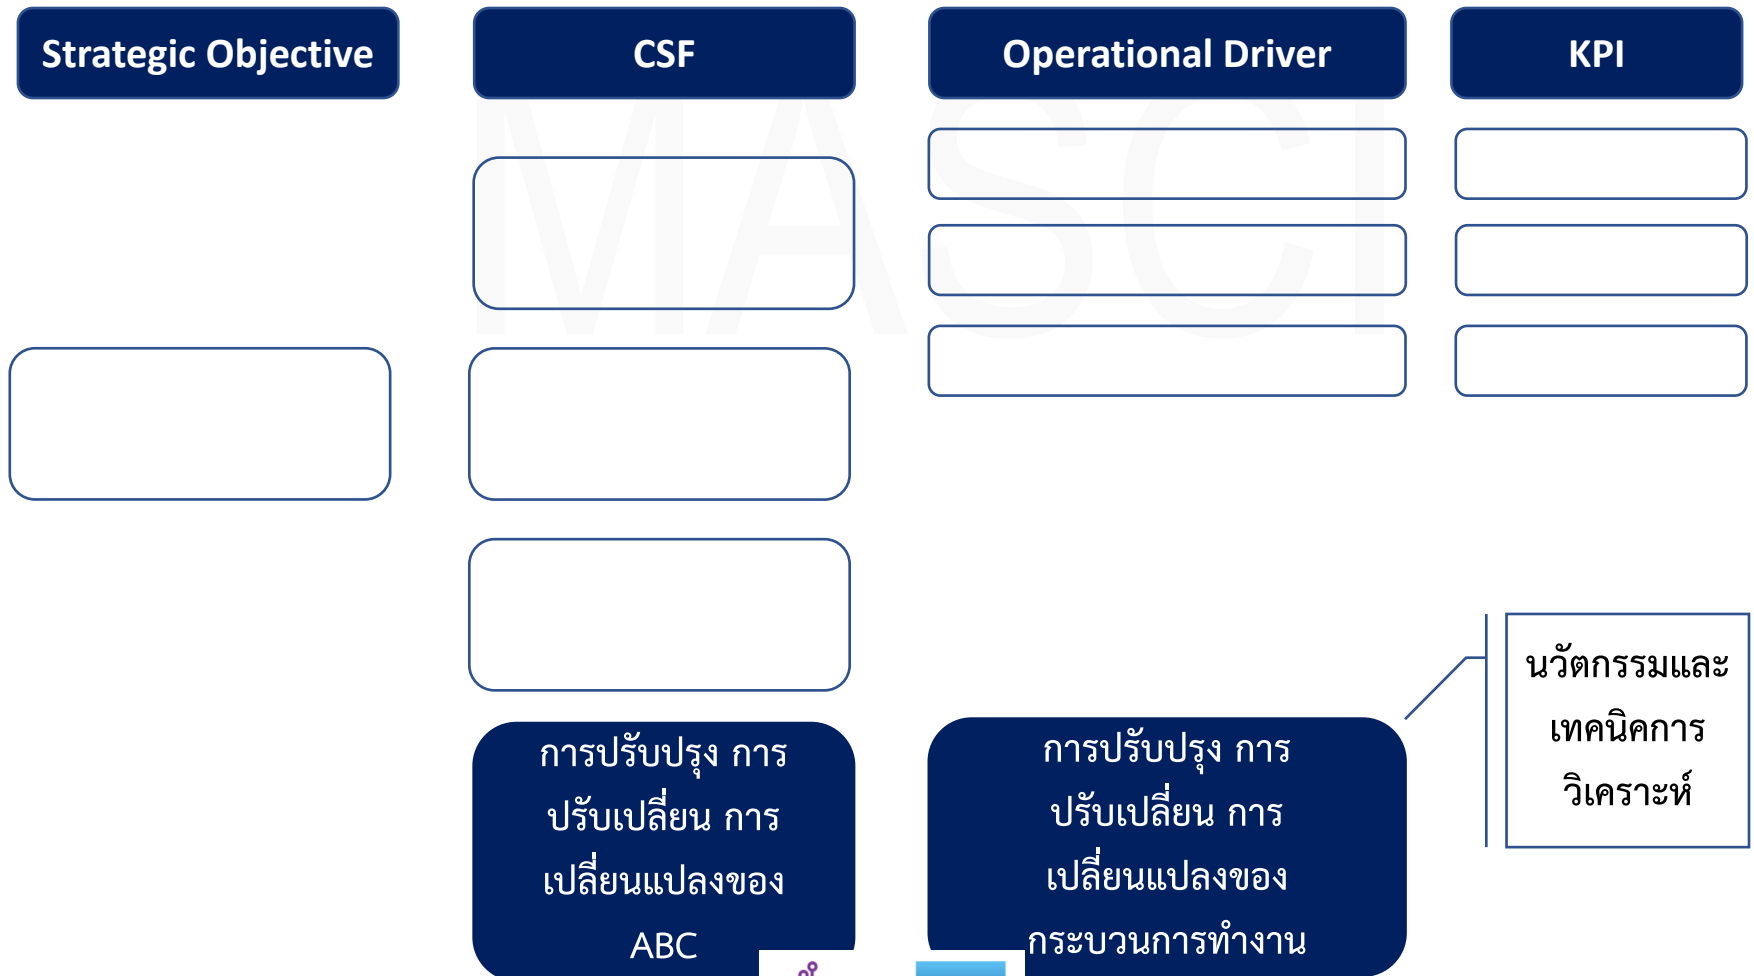 Strategic Objective
CSF
Operational Driver
KPI
MASCI
นวัตกรรมและ
เทคนิคการ
วิเคราะห์
การปรับปรุง การ
ปรับเปลี่ยน การ
เปลี่ยนแปลงของ
ABC
การปรับปรุง การ
ปรับเปลี่ยน การ
เปลี่ยนแปลงของ
กระบวนการทำงาน